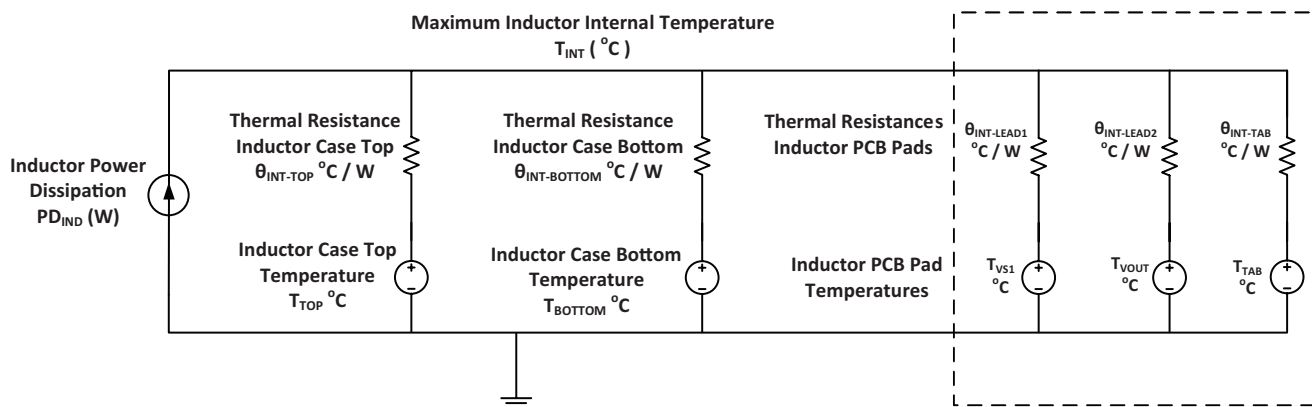 Maximum Inductor Internal Temperature
T_INT ( °C )
Thermal Resistance
Inductor Case Top
θ_INT-TOP °C / W
Thermal Resistance
Inductor Case Bottom
θ_INT-BOTTOM °C / W
Thermal Resistances
Inductor PCB Pads
θ_INT-LEAD1
°C / W
θ_INT-LEAD2
°C / W
θ_INT-TAB
°C / W
Inductor Power
Dissipation
PD_IND (W)
Inductor Case Top
Temperature
T_TOP °C
Inductor Case Bottom
Temperature
T_BOTTOM °C
Inductor PCB Pad
Temperatures
T_VS1
°C
T_VOUT
°C
T_TAB
°C